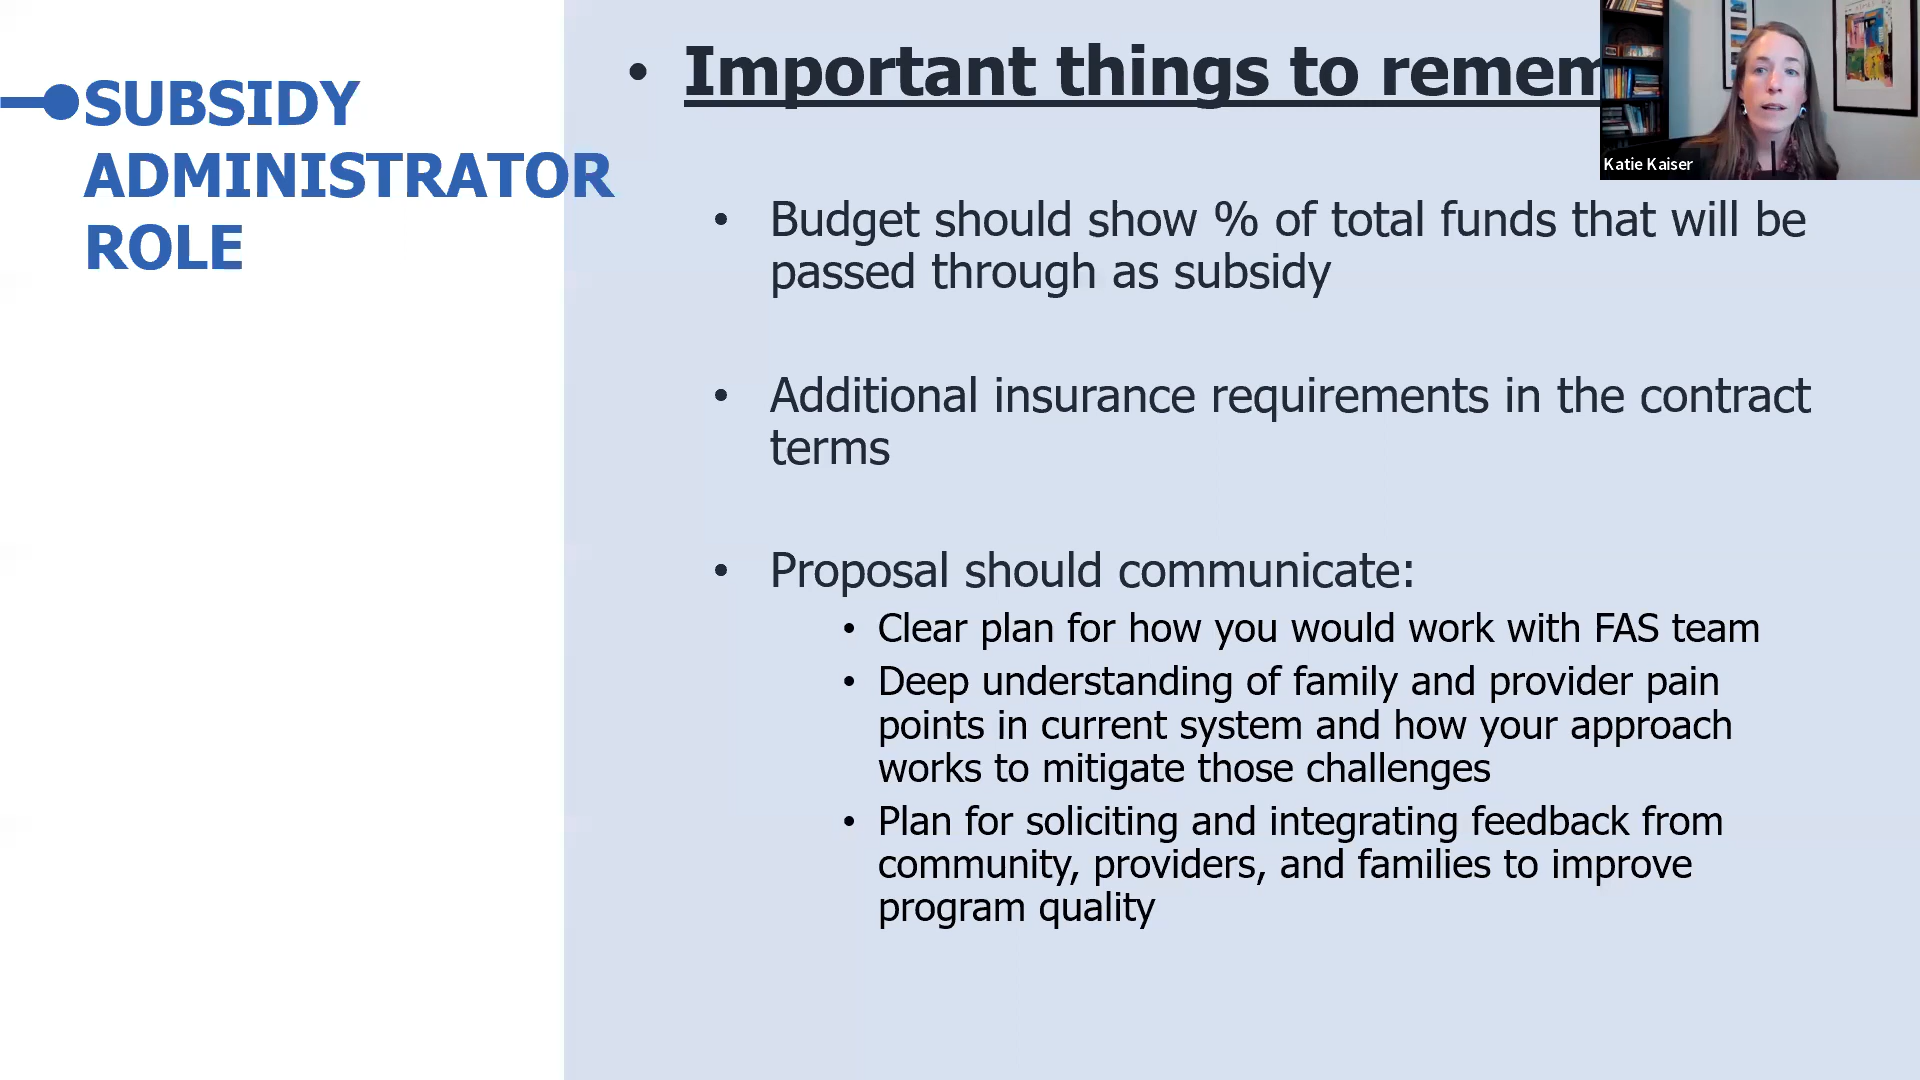 SUBSIDY
ADMINISTRATOR
ROLE
• Important things to
Katie Kaiser
• Budget should show % of total funds that will be
passed through as subsidy
• Additional insurance requirements in the contract
terms
• Proposal should communicate:
• Clear plan for how you would work with FAS team
• Deep understanding of family and provider pain
points in current system and how your approach
works to mitigate those challenges
• Plan for soliciting and integrating feedback from
community, providers, and families to improve
program quality